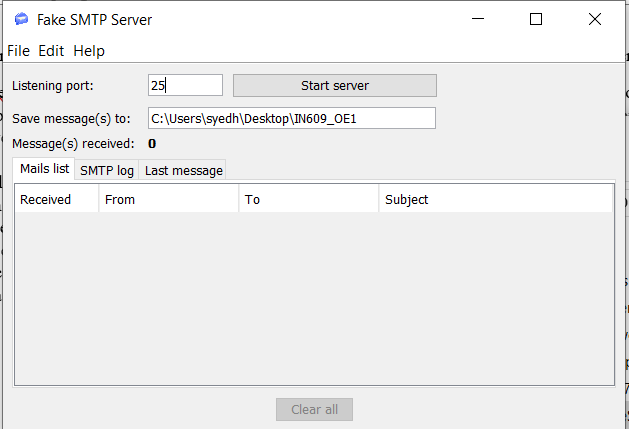 Fake SMTP Server
File Edit Help
Listening port: 25 Start server
Save message(s) to: C:\Users\syedh\Desktop\IN609_OE1
Message(s) received: 0
Mails list SMTP log Last message
Received From To Subject
Clear all